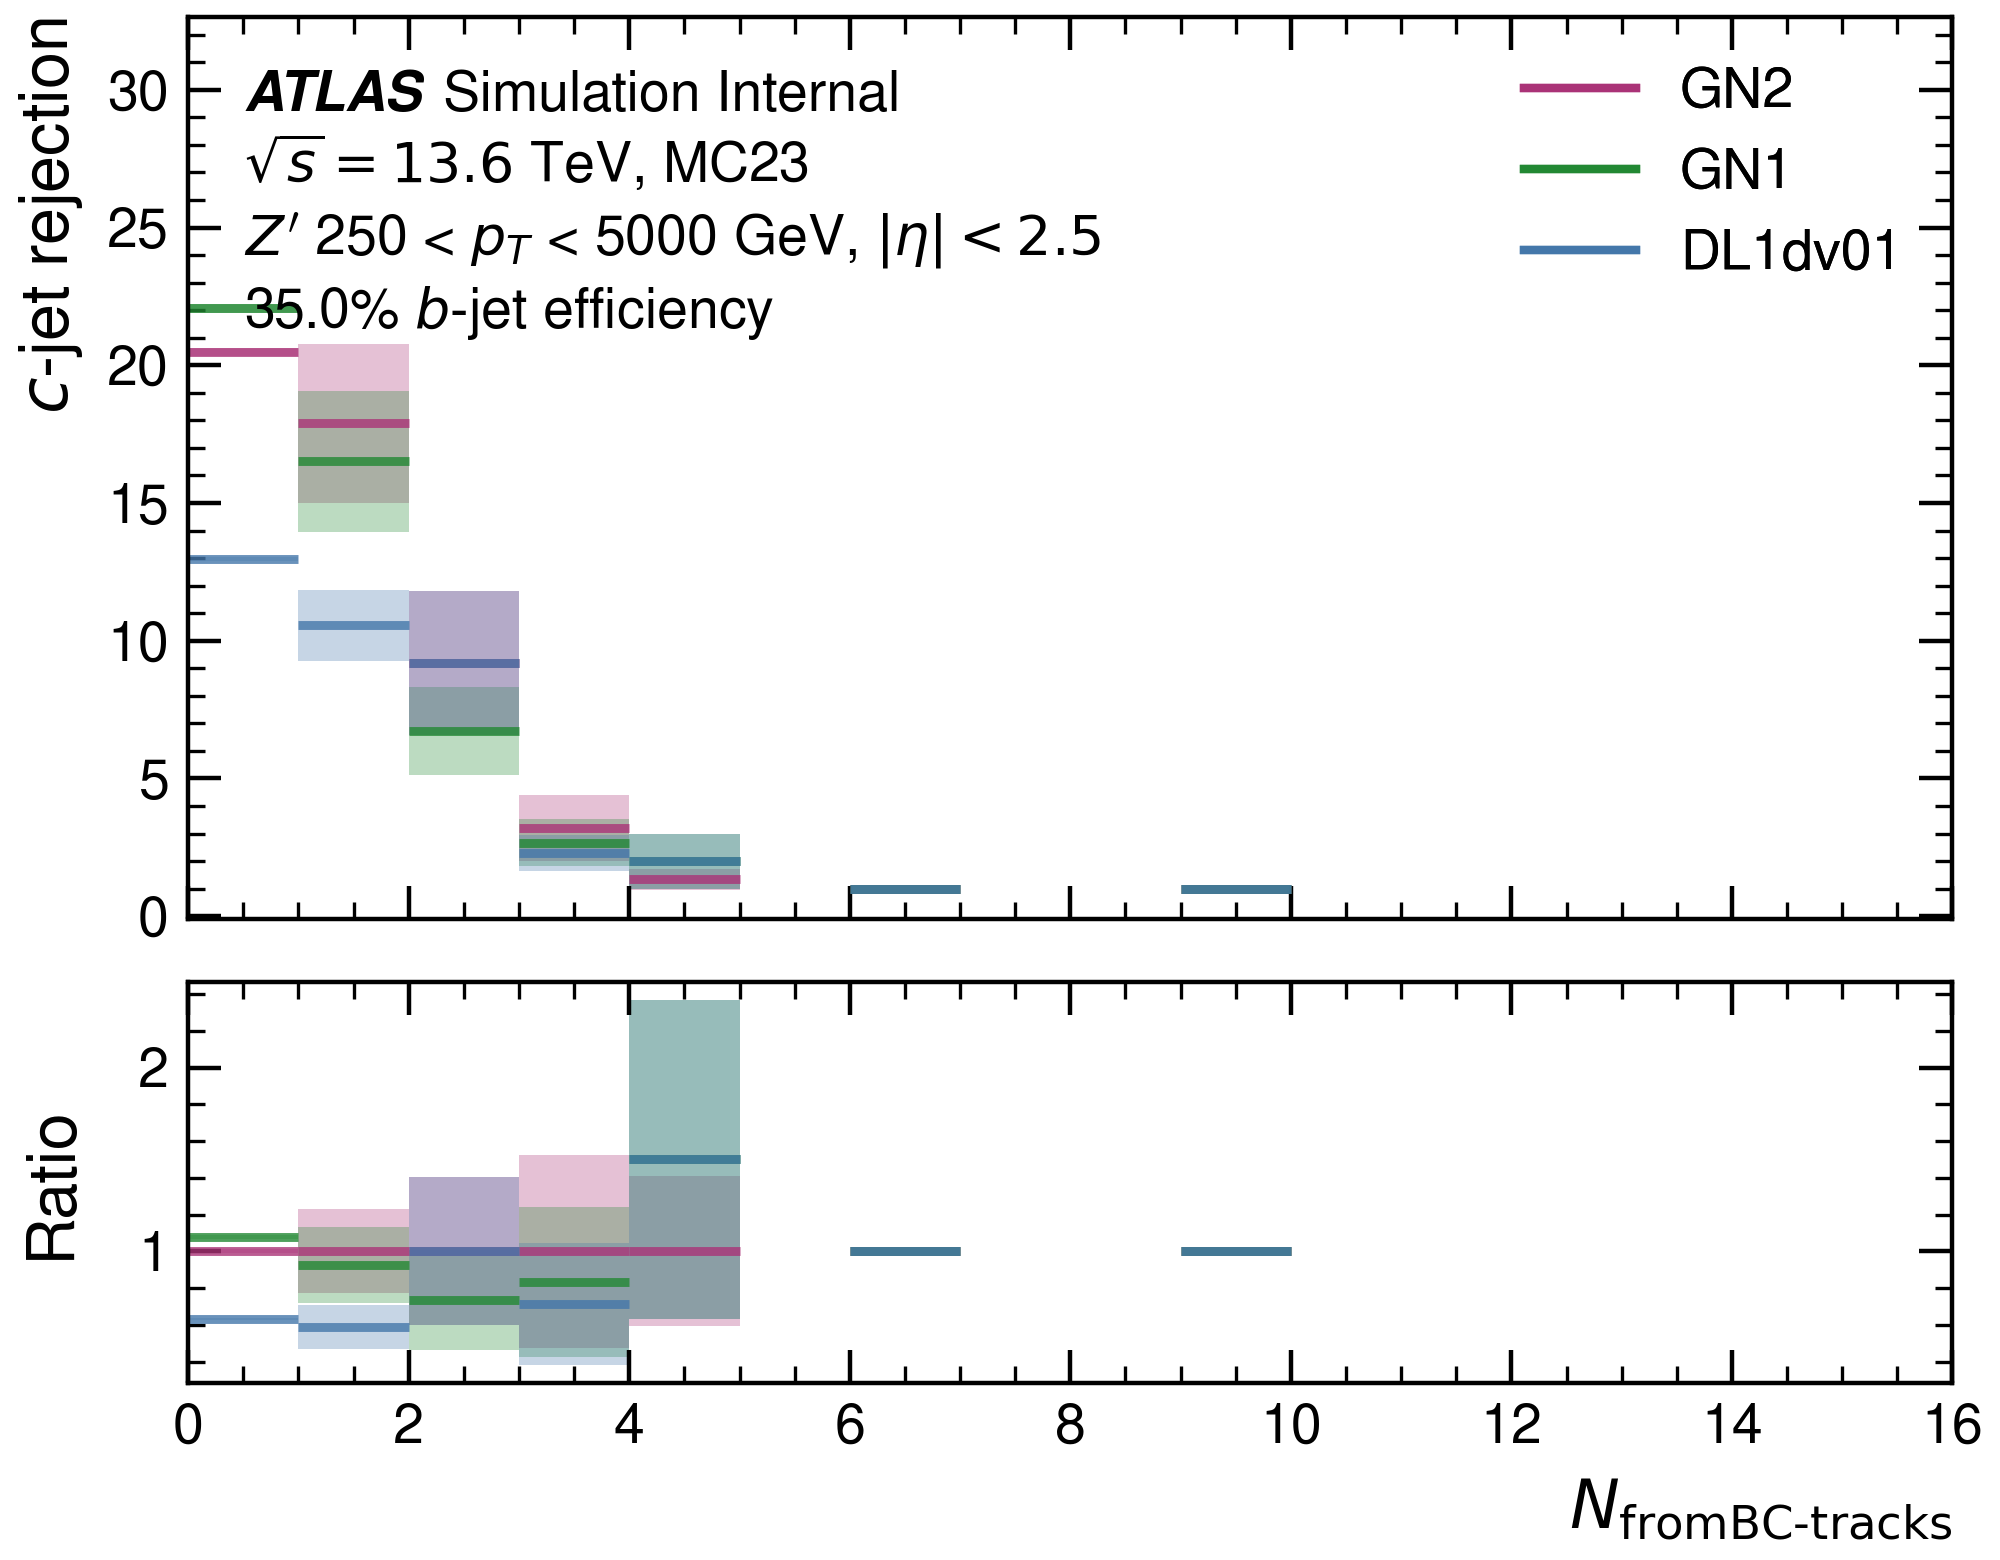 c-jet rejection
30
25
20
15
10
5
0
ATLAS Simulation Internal
√s = 13.6 TeV, MC23
Z′ 250 < p_T < 5000 GeV, |η| < 2.5
35.0% b-jet efficiency
GN2
GN1
DL1dv01
Ratio
2
1
0 2 4 6 8 10 12 14 16
N_fromBC-tracks